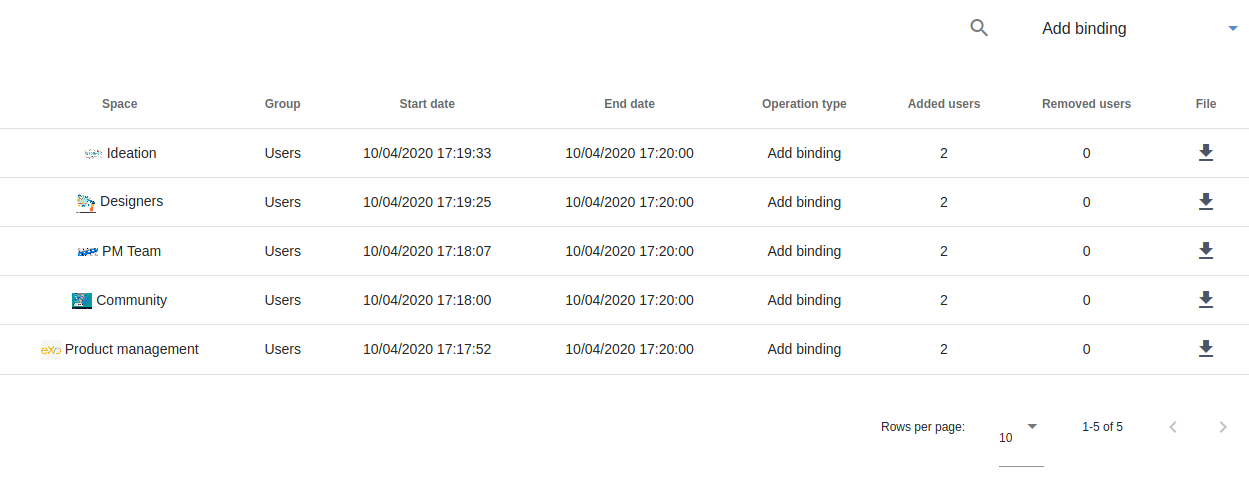 Add binding
Space Group Start date End date Operation type Added users Removed users File
Ideation Users 10/04/2020 17:19:33 10/04/2020 17:20:00 Add binding 2 0
Designers Users 10/04/2020 17:19:25 10/04/2020 17:20:00 Add binding 2 0
PM Team Users 10/04/2020 17:18:07 10/04/2020 17:20:00 Add binding 2 0
Community Users 10/04/2020 17:18:00 10/04/2020 17:20:00 Add binding 2 0
eXo Product management Users 10/04/2020 17:17:52 10/04/2020 17:20:00 Add binding 2 0
Rows per page: 10 1-5 of 5